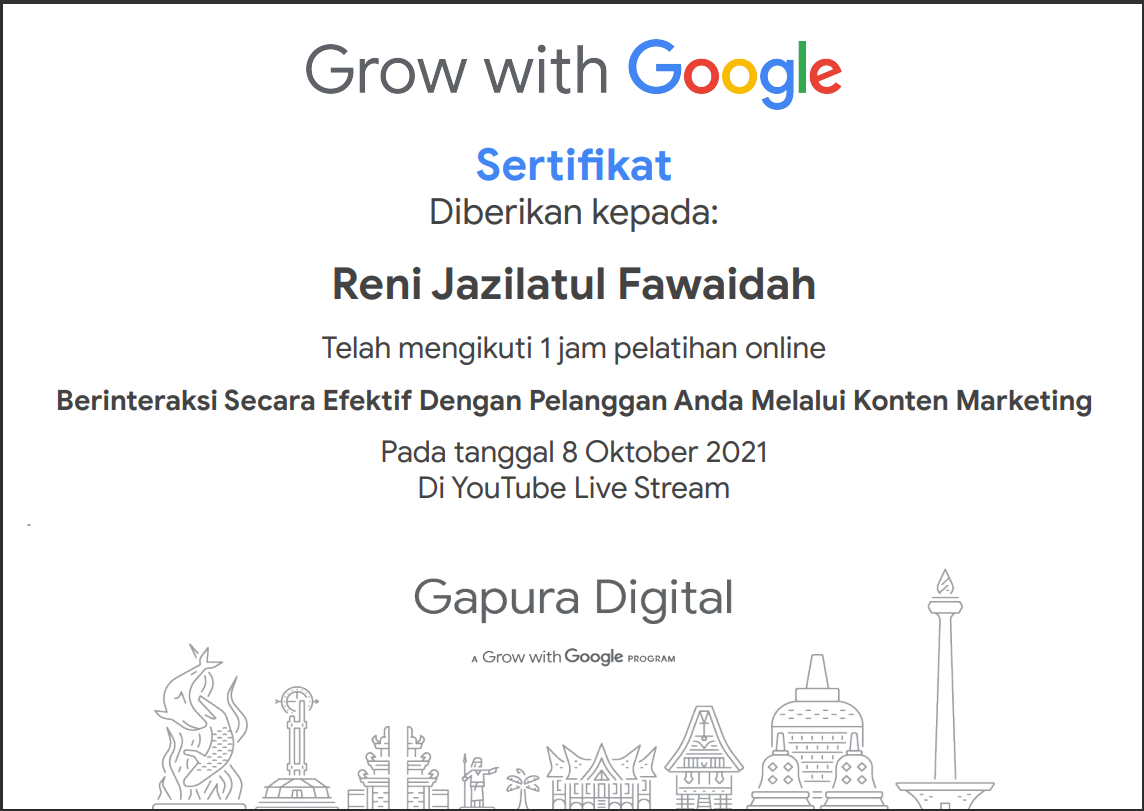 Grow with Google
Sertifikat
Diberikan kepada:
Reni Jazilatul Fawaidah
Telah mengikuti 1 jam pelatihan online
Berinteraksi Secara Efektif Dengan Pelanggan Anda Melalui Konten Marketing
Pada tanggal 8 Oktober 2021
Di YouTube Live Stream
Gapura Digital
A Grow with Google PROGRAM